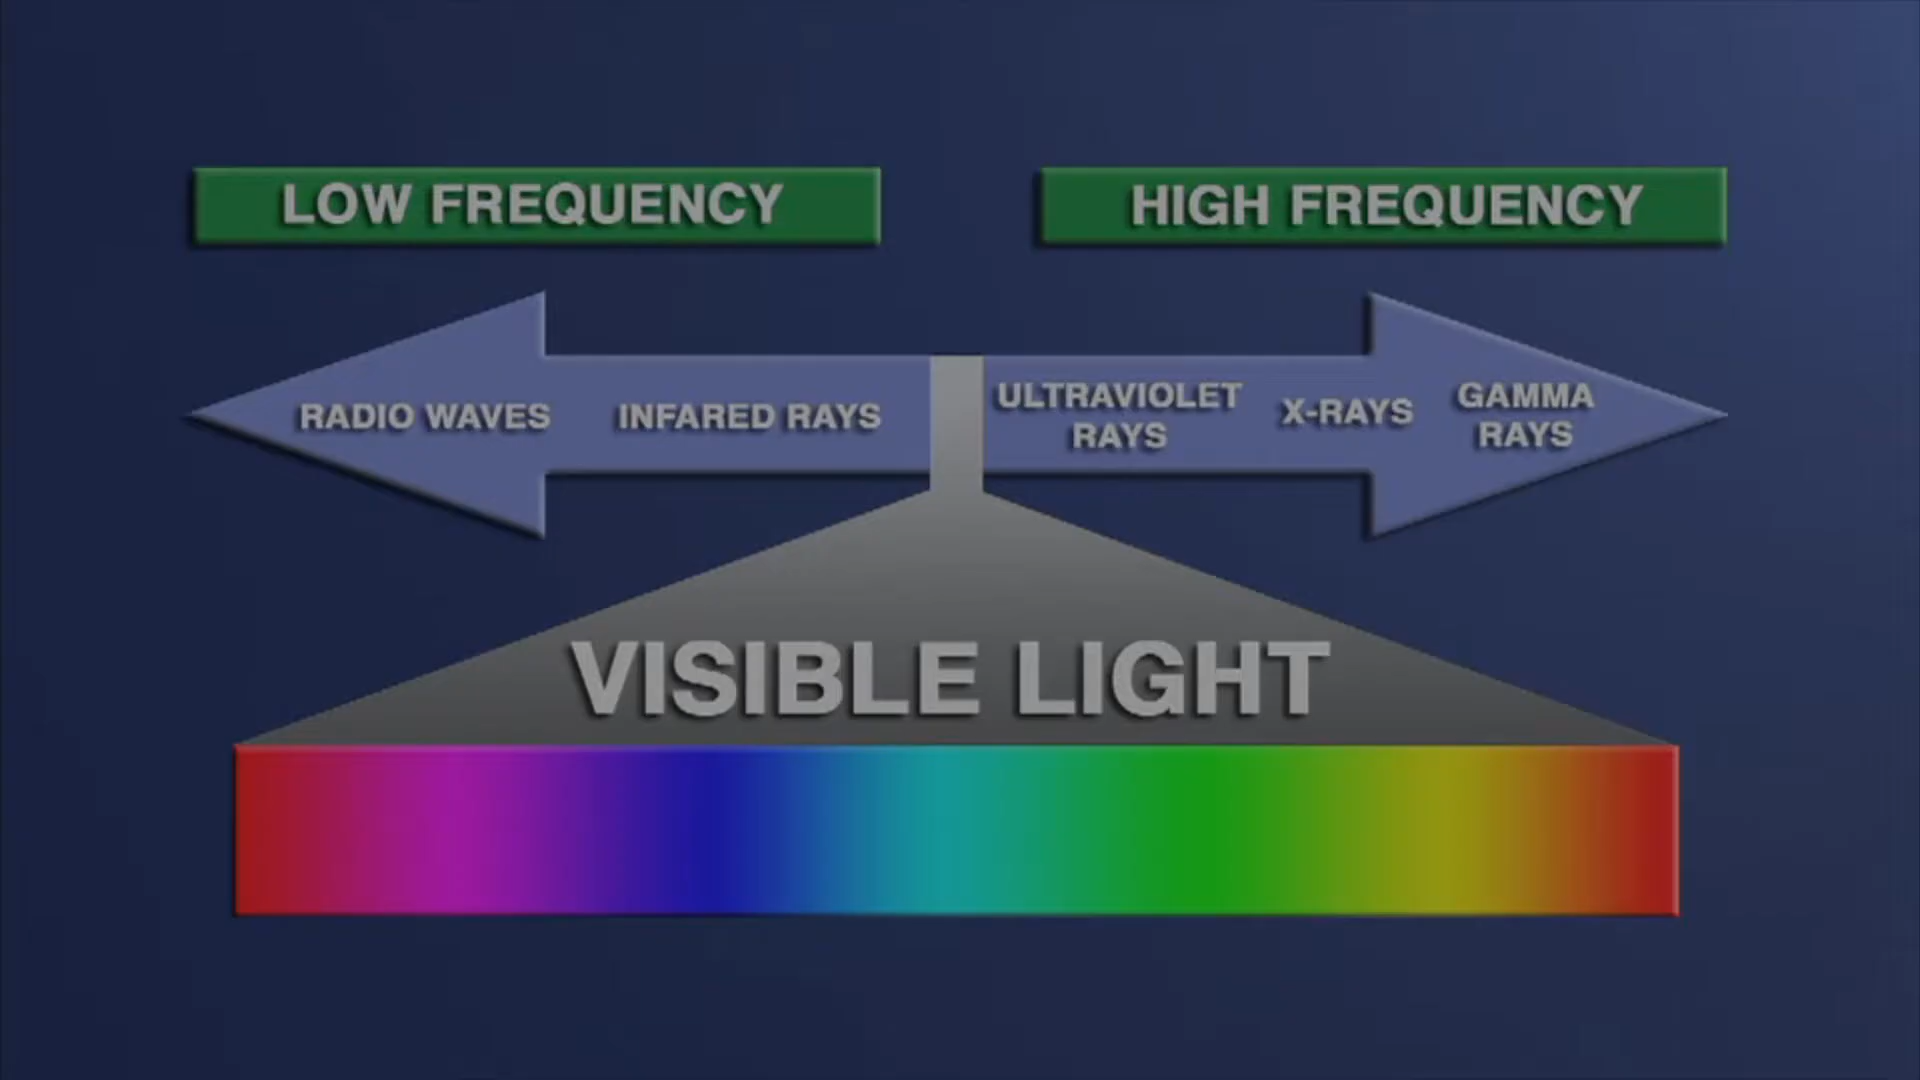 LOW FREQUENCY
HIGH FREQUENCY
RADIO WAVES
INFARED RAYS
ULTRAVIOLET
RAYS
X-RAYS
GAMMA
RAYS
VISIBLE LIGHT